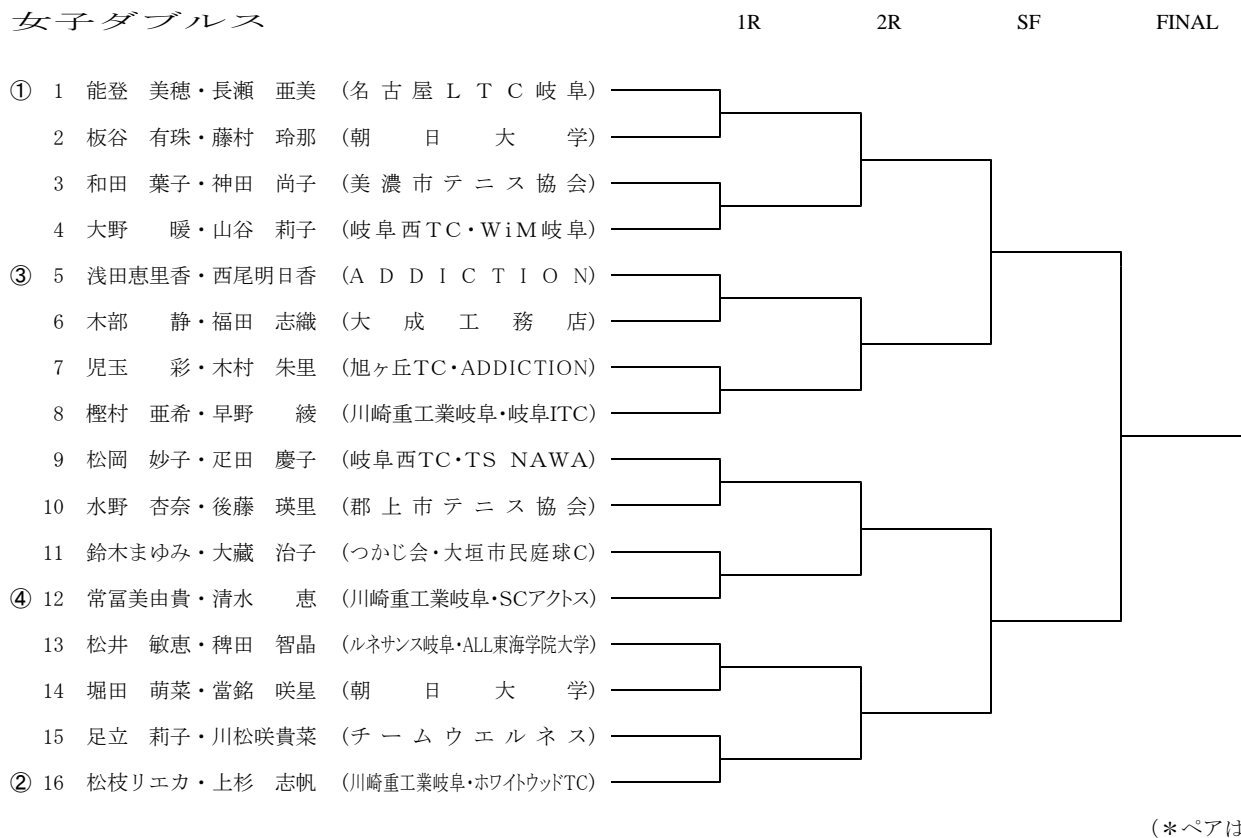 女子ダブルス 1R 2R SF FINAL
① 1 能登 美穂・長瀬 亜美 (名古屋LTC岐阜)
2 板谷 有珠・藤村 玲那 (朝日大学)
3 和田 葉子・神田 尚子 (美濃市テニス協会)
4 大野 暖・山谷 莉子 (岐阜西TC・WiM岐阜)
③ 5 浅田恵里香・西尾明日香 (ADDICTION)
6 木部 静・福田 志織 (大成工務店)
7 児玉 彩・木村 朱里 (旭ヶ丘TC・ADDICTION)
8 樫村 亜希・早野 綾 (川崎重工業岐阜・岐阜ITC)
9 松岡 妙子・疋田 慶子 (岐阜西TC・TS NAWA)
10 水野 杏奈・後藤 瑛里 (郡上市テニス協会)
11 鈴木まゆみ・大藏 治子 (つかじ会・大垣市民庭球C)
④ 12 常冨美由貴・清水 恵 (川崎重工業岐阜・SCアクトス)
13 松井 敏恵・稗田 智晶 (ルネサンス岐阜・ALL東海学院大学)
14 堀田 萌菜・當銘 咲星 (朝日大学)
15 足立 莉子・川松咲貴菜 (チームウエルネス)
② 16 松枝リエカ・上杉 志帆 (川崎重工業岐阜・ホワイトウッドTC)
(＊ペアは